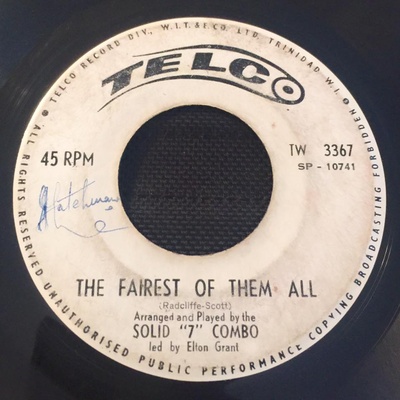 TELCO RECORD DIV., W.I.T.&F.CO. LTD., TRINIDAD W.I.
TELCO
45 RPM
TW 3367
SP - 10741
THE FAIREST OF THEM ALL
(Radcliffe-Scott)
Arranged and Played by the
SOLID "7" COMBO
led by Elton Grant
ALL RIGHTS RESERVED UNAUTHORISED PUBLIC PERFORMANCE COPYING BROADCASTING FORBIDDEN